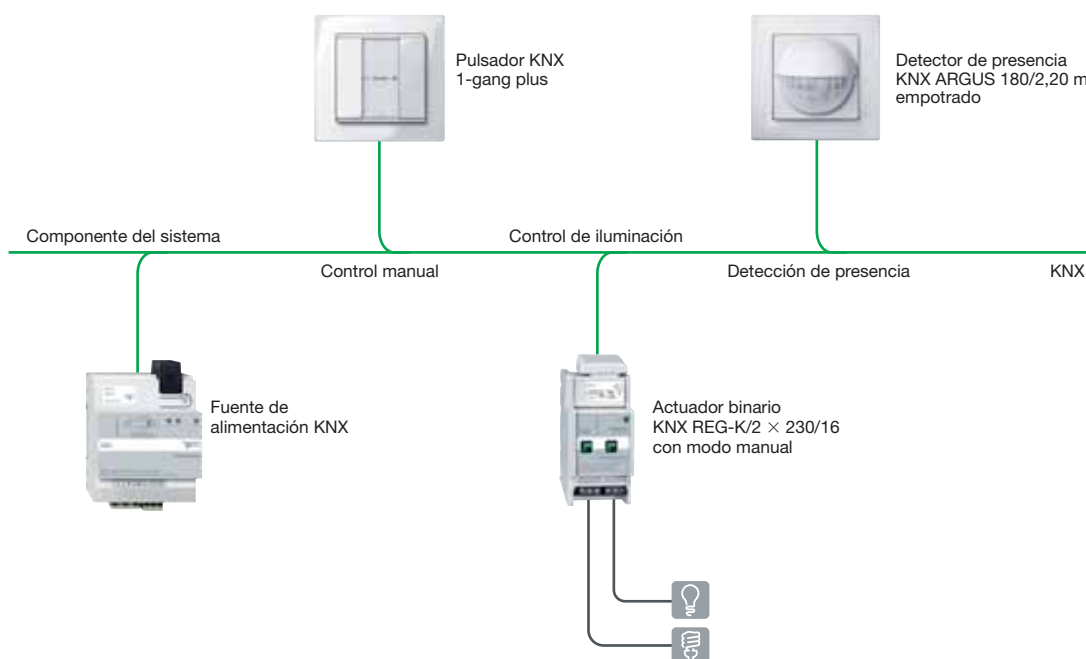 Pulsador KNX
1-gang plus
Detector de presencia
KNX ARGUS 180/2,20 m
empotrado
Componente del sistema
Control de iluminación
Control manual
Detección de presencia
KNX
Fuente de
alimentación KNX
Actuador binario
KNX REG-K/2 × 230/16
con modo manual